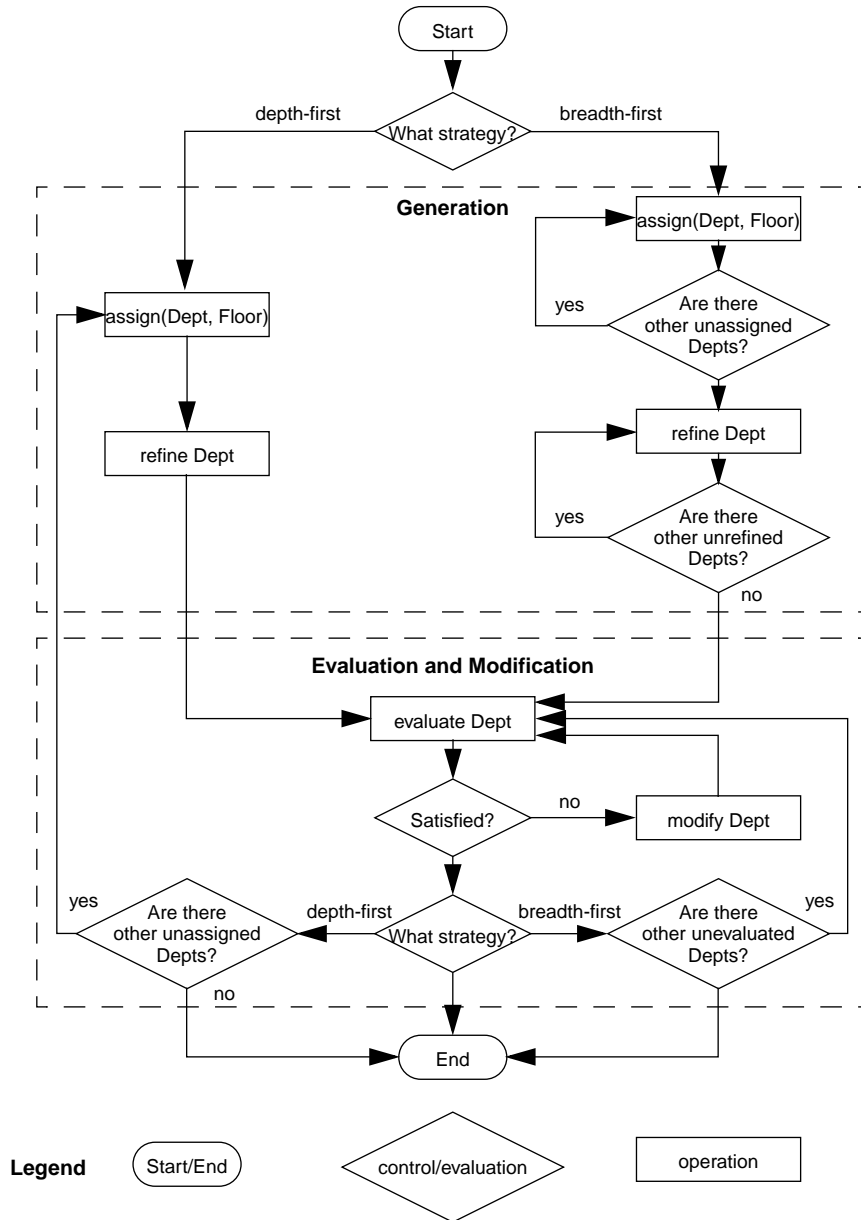 Start
depth-first
What strategy?
breadth-first
Generation
assign(Dept, Floor)
yes
Are there
other unassigned
Depts?
assign(Dept, Floor)
refine Dept
refine Dept
yes
Are there
other unrefined
Depts?
no
Evaluation and Modification
evaluate Dept
Satisfied?
no
modify Dept
yes
Are there
other unassigned
Depts?
depth-first
What strategy?
breadth-first
Are there
other unevaluated
Depts?
yes
no
End
Legend
Start/End
control/evaluation
operation